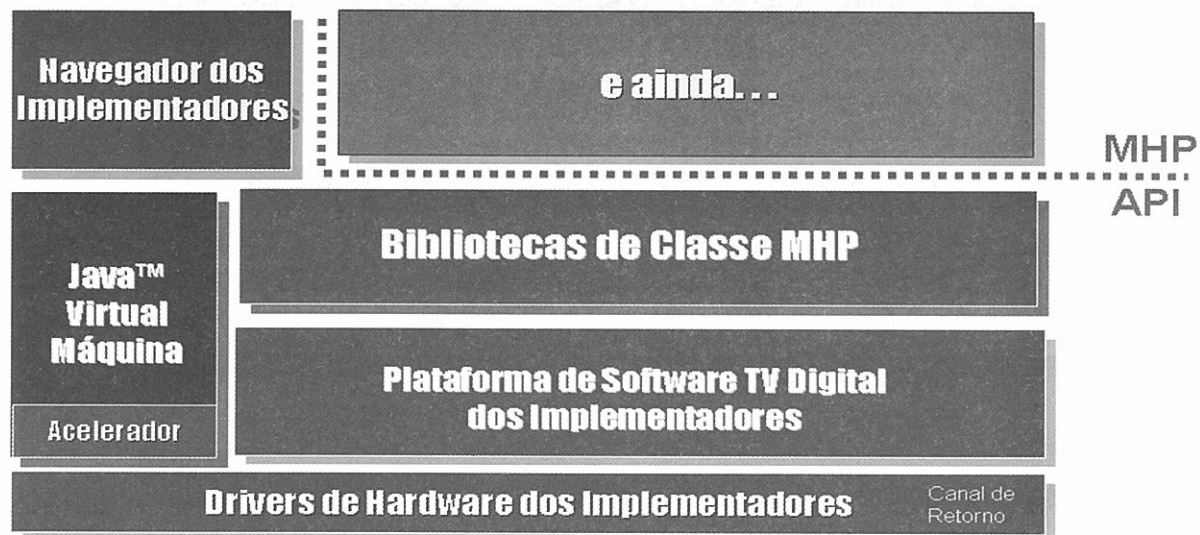 Navegador dos
Implementadores
e ainda...
MHP
API
Bibliotecas de Classe MHP
Java™
Virtual
Máquina
Acelerador
Plataforma de Software TV Digital
dos Implementadores
Drivers de Hardware dos Implementadores
Canal de
Retorno